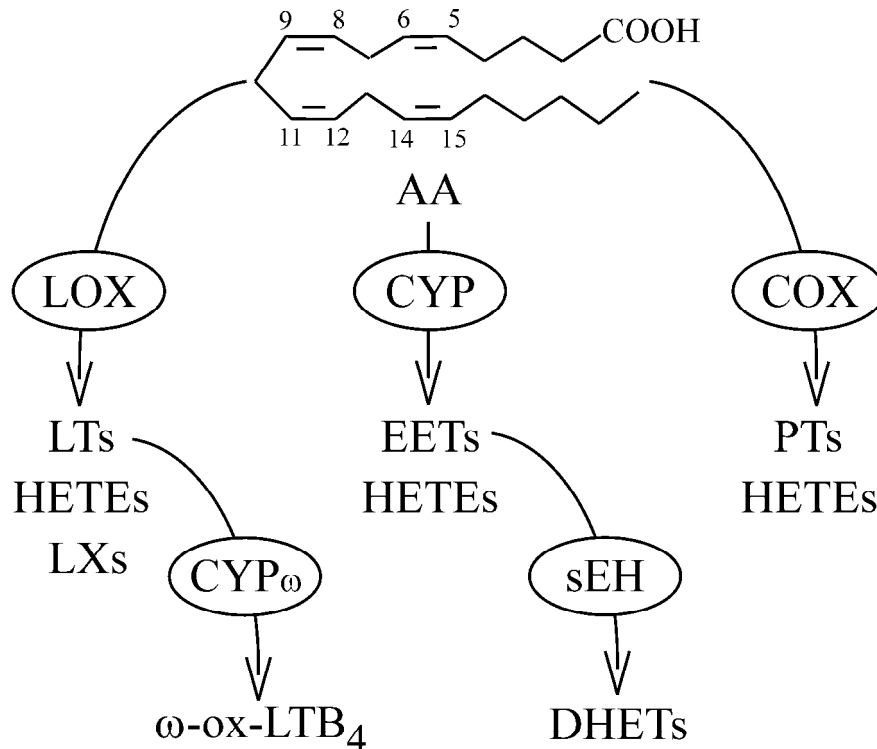 9 8 6 5
COOH
11 12 14 15
AA
LOX CYP COX
LTs EETs PTs
HETEs HETEs HETEs
LXs
CYPω sEH
ω-ox-LTB₄ DHETs